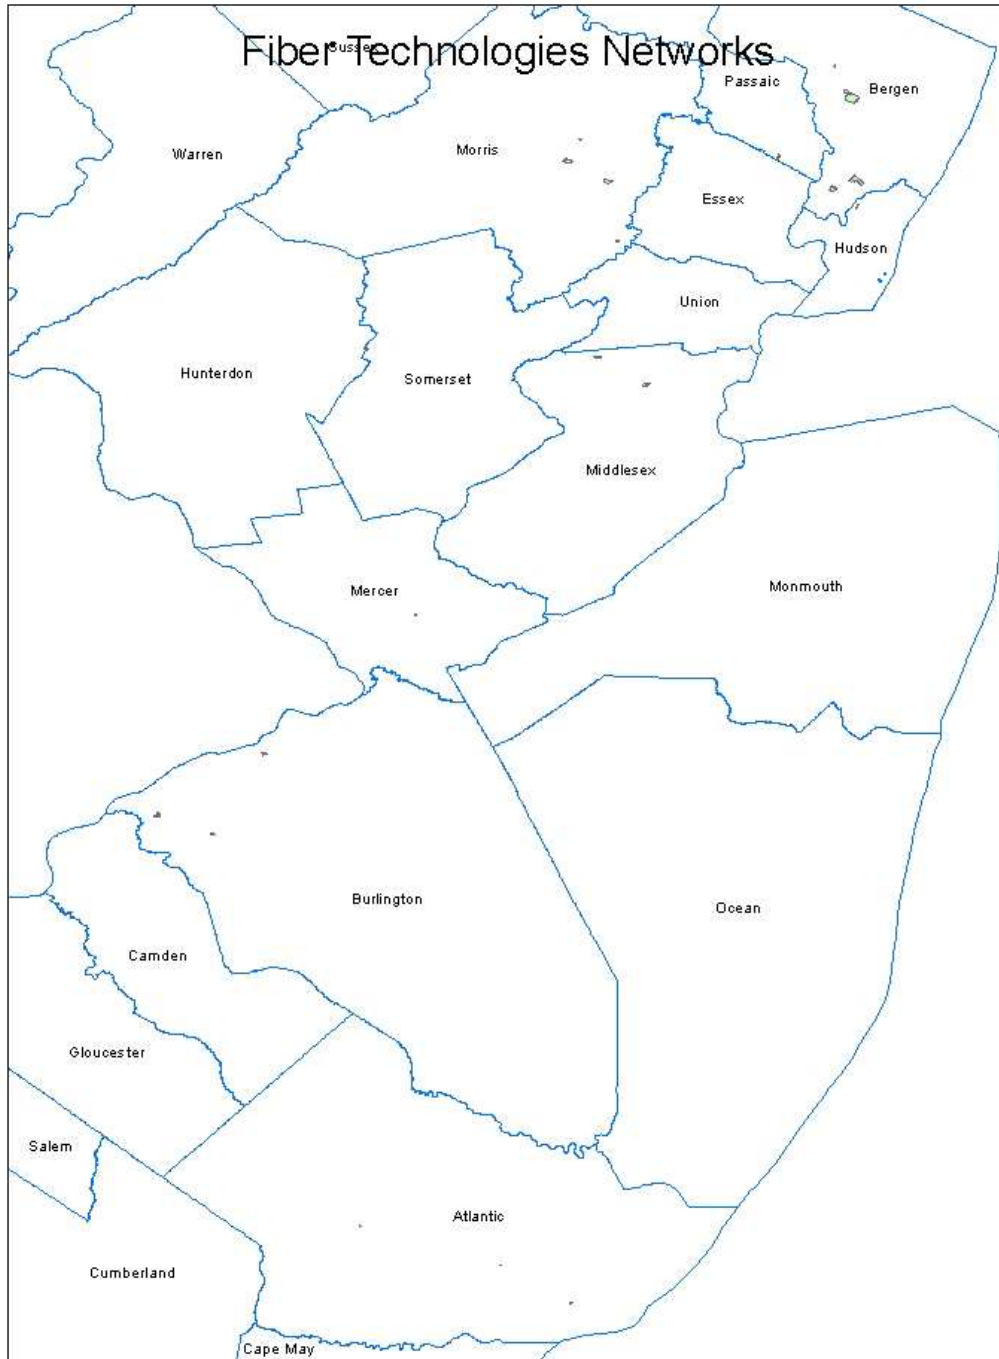 Fiber Technologies Networks
Sussex
Passaic
Bergen
Warren
Morris
Essex
Hudson
Union
Hunterdon
Somerset
Middlesex
Mercer
Monmouth
Burlington
Ocean
Camden
Gloucester
Salem
Atlantic
Cumberland
Cape May